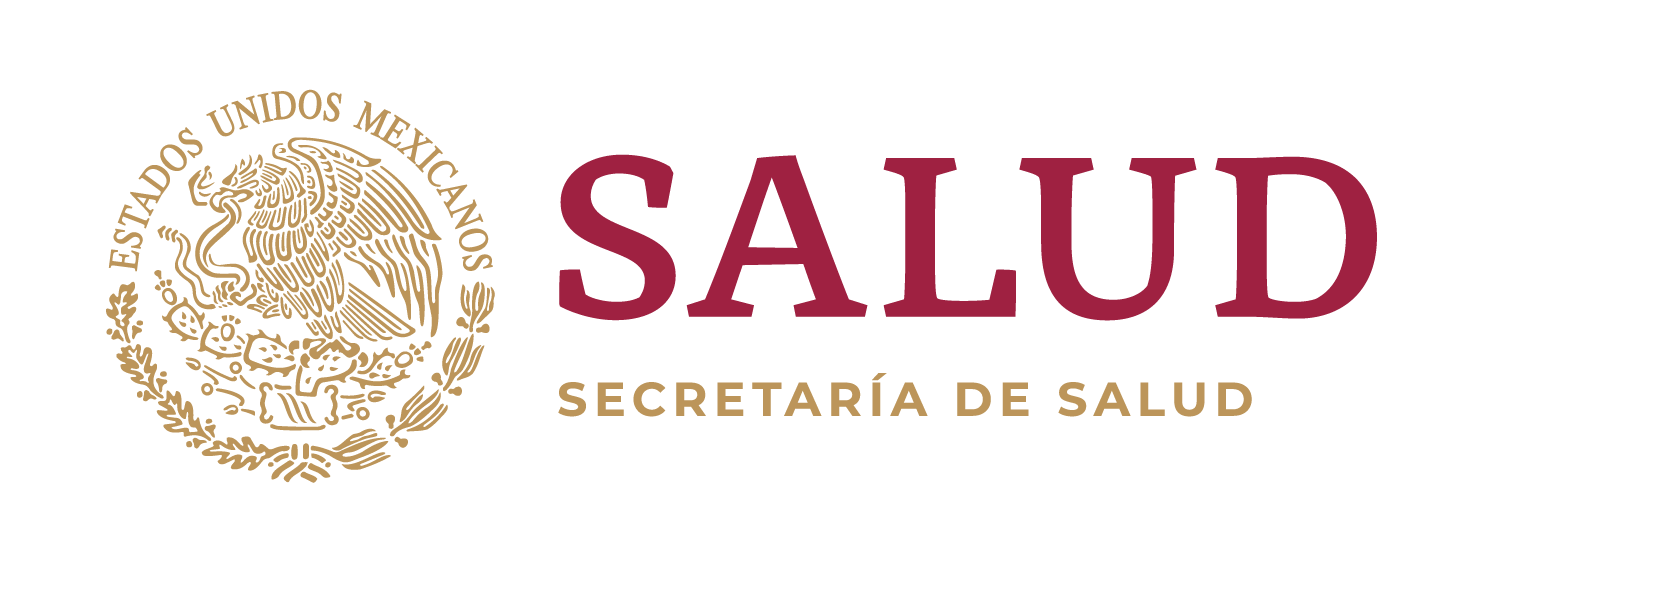 ESTADOS UNIDOS MEXICANOS
SALUD
SECRETARÍA DE SALUD